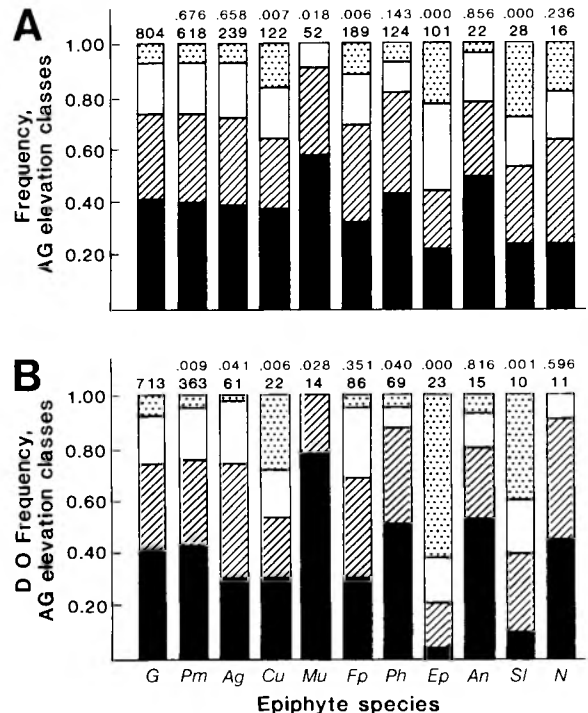 A
.676 .658 .007 .018 .006 .143 .000 .856 .000 .236
804 618 239 122 52 189 124 101 22 28 16
1.00
0.80
0.60
0.40
0.20
Frequency,
AG elevation classes
B
.009 .041 .006 .028 .351 .040 .000 .816 .001 .596
713 363 61 22 14 86 69 23 15 10 11
1.00
0.80
0.60
0.40
0.20
D O Frequency,
AG elevation classes
G Pm Ag Cu Mu Fp Ph Ep An Sl N
Epiphyte species